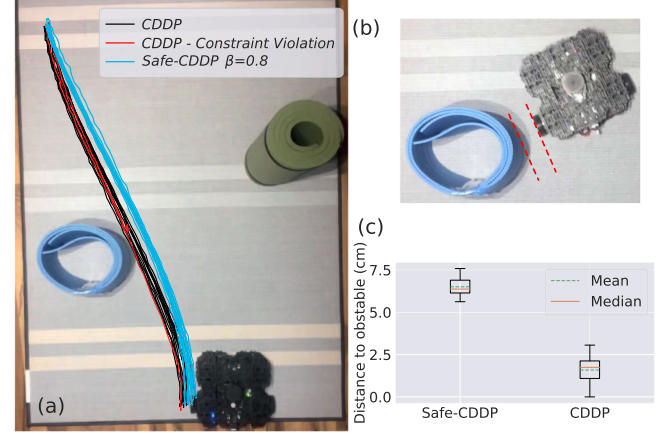 CDDP
CDDP - Constraint Violation
Safe-CDDP β=0.8
(a)
(b)
(c)
Distance to obstable (cm)
7.5
5.0
2.5
0.0
Mean
Median
Safe-CDDP
CDDP